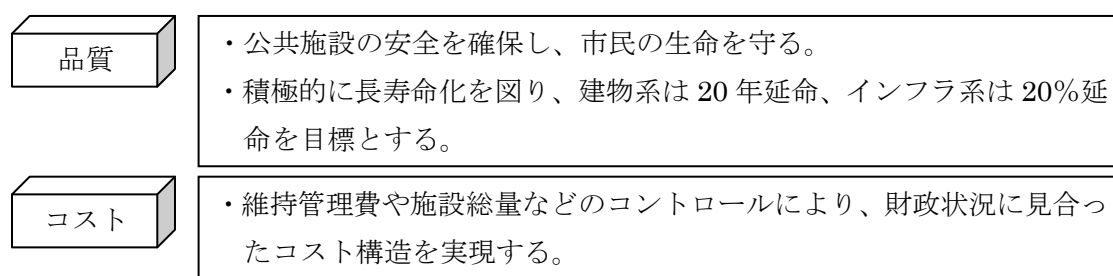 品質
・公共施設の安全を確保し、市民の生命を守る。
・積極的に長寿命化を図り、建物系は 20 年延命、インフラ系は 20%延
命を目標とする。
コスト
・維持管理費や施設総量などのコントロールにより、財政状況に見合っ
たコスト構造を実現する。